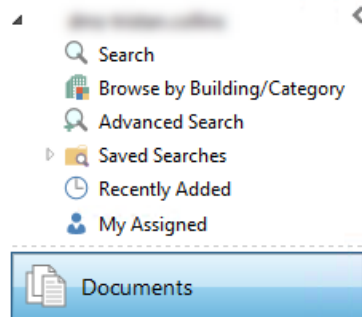 Search
Browse by Building/Category
Advanced Search
Saved Searches
Recently Added
My Assigned
Documents